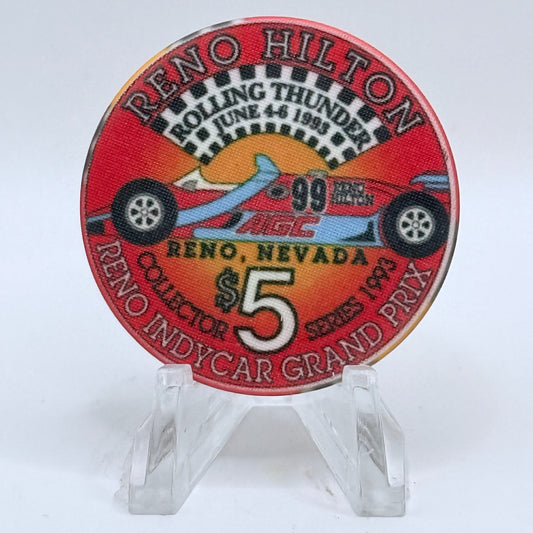 RENO HILTON
ROLLING THUNDER
JUNE 4-6 1993
99
RENO
HILTON
AGC
RENO, NEVADA
COLLECTOR
$5
SERIES 1993
RENO INDYCAR GRAND PRIX